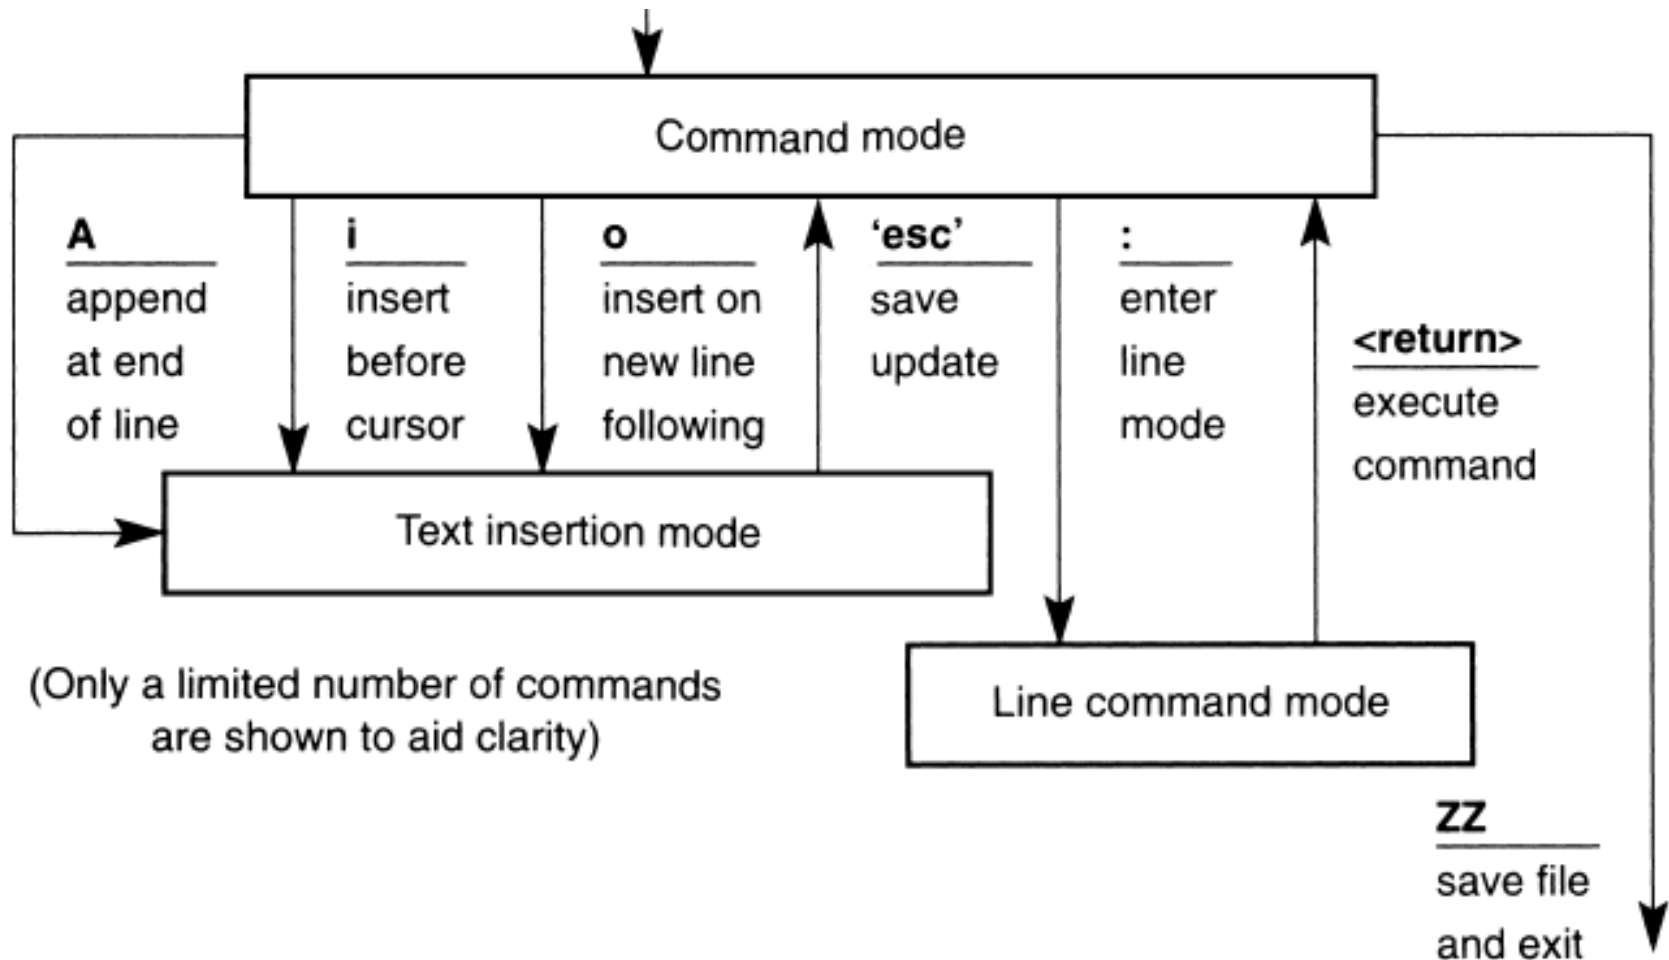 Command mode
A
append
at end
of line
i
insert
before
cursor
o
insert on
new line
following
‘esc’
save
update
:
enter
line
mode
<return>
execute
command
Text insertion mode
Line command mode
(Only a limited number of commands
are shown to aid clarity)
ZZ
save file
and exit